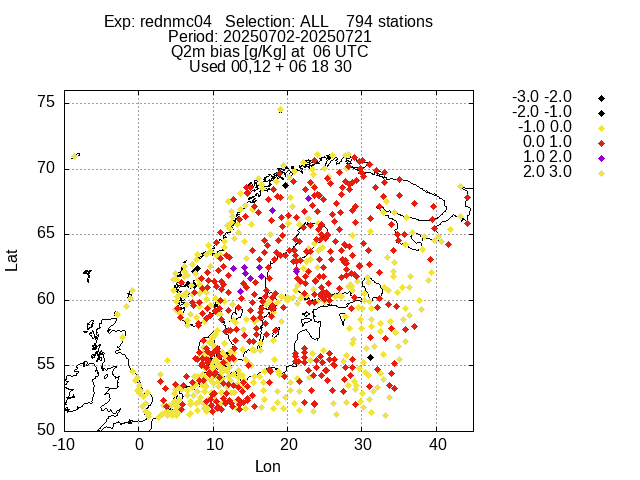 Exp: rednmc04 Selection: ALL 794 stations
Period: 20250702-20250721
Q2m bias [g/Kg] at 06 UTC
Used 00,12 + 06 18 30
-3.0 -2.0
-2.0 -1.0
-1.0 0.0
0.0 1.0
1.0 2.0
2.0 3.0
75
70
65
60
55
50
Lat
-10 0 10 20 30 40
Lon